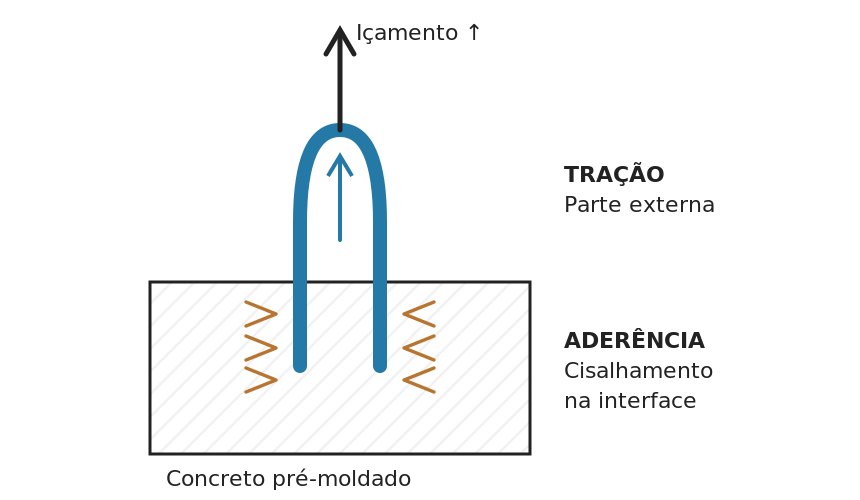 Içamento ↑
TRAÇÃO
Parte externa
ADERÊNCIA
Cisalhamento
na interface
Concreto pré-moldado